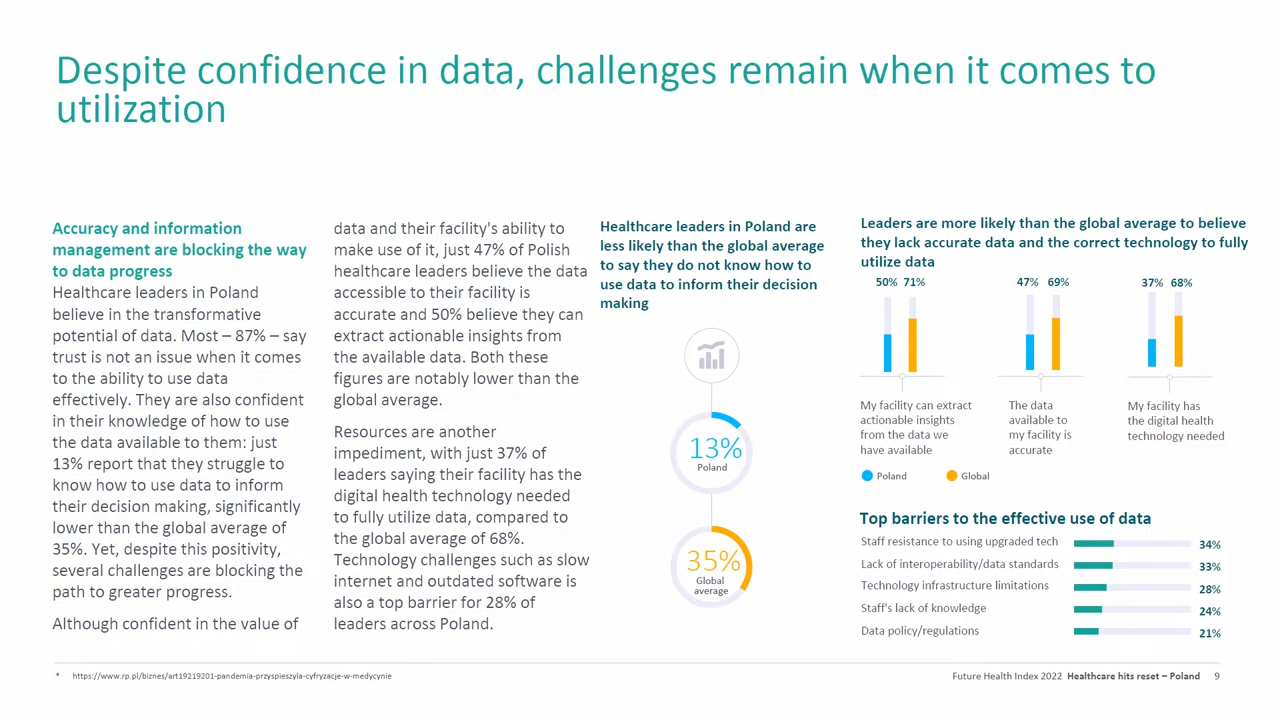 Despite confidence in data, challenges remain when it comes to
utilization
Accuracy and information
management are blocking the way
to data progress
Healthcare leaders in Poland
believe in the transformative
potential of data. Most – 87% – say
trust is not an issue when it comes
to the ability to use data
effectively. They are also confident
in their knowledge of how to use
the data available to them: just
13% report that they struggle to
know how to use data to inform
their decision making, significantly
lower than the global average of
35%. Yet, despite this positivity,
several challenges are blocking the
path to greater progress.
Although confident in the value of
data and their facility's ability to
make use of it, just 47% of Polish
healthcare leaders believe the data
accessible to their facility is
accurate and 50% believe they can
extract actionable insights from
the available data. Both these
figures are notably lower than the
global average.
Resources are another
impediment, with just 37% of
leaders saying their facility has the
digital health technology needed
to fully utilize data, compared to
the global average of 68%.
Technology challenges such as slow
internet and outdated software is
also a top barrier for 28% of
leaders across Poland.
Healthcare leaders in Poland are
less likely than the global average
to say they do not know how to
use data to inform their decision
making
13%
Poland
35%
Global
average
Leaders are more likely than the global average to believe
they lack accurate data and the correct technology to fully
utilize data
50% 71%
My facility can extract
actionable insights
from the data we
have available
47% 69%
The data
available to
my facility is
accurate
37% 68%
My facility has
the digital health
technology needed
Poland
Global
Top barriers to the effective use of data
Staff resistance to using upgraded tech 34%
Lack of interoperability/data standards 33%
Technology infrastructure limitations 28%
Staff's lack of knowledge 24%
Data policy/regulations 21%
* https://www.rp.pl/biznes/art19219201-pandemia-przyspieszyla-cyfryzacje-w-medycynie
Future Health Index 2022 Healthcare hits reset – Poland 9